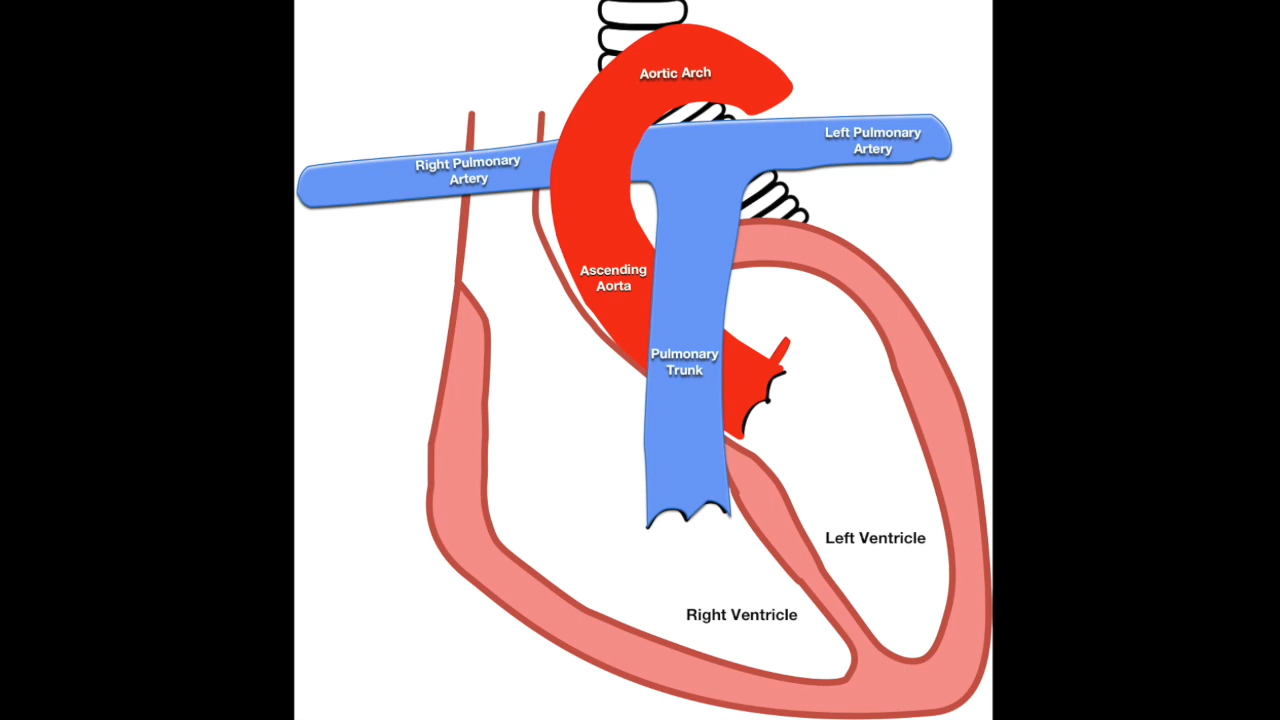 Aortic Arch
Left Pulmonary
Artery
Right Pulmonary
Artery
Ascending
Aorta
Pulmonary
Trunk
Left Ventricle
Right Ventricle